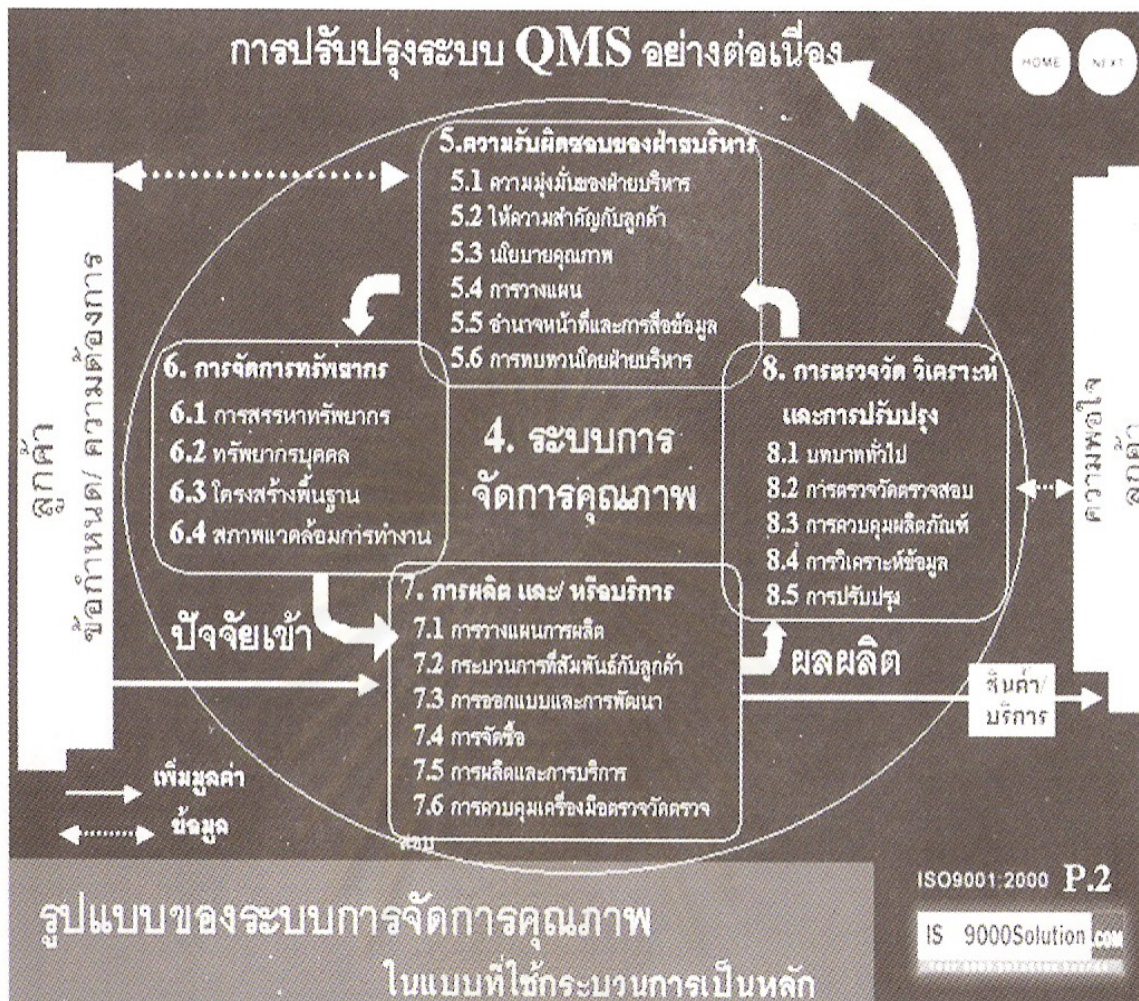 การปรับปรุงระบบ QMS อย่างต่อเนื่อง
HOME
NEXT
5.ความรับผิดชอบของฝ่ายบริหาร
5.1 ความมุ่งมั่นของฝ่ายบริหาร
5.2 ให้ความสำคัญกับลูกค้า
5.3 นโยบายคุณภาพ
5.4 การวางแผน
5.5 อำนาจหน้าที่และการสื่อข้อมูล
5.6 การทบทวนโดยฝ่ายบริหาร
ลูกค้า
ข้อกำหนด/ ความต้องการ
6. การจัดการทรัพยากร
6.1 การสรรหาทรัพยากร
6.2 ทรัพยากรบุคคล
6.3 โครงสร้างพื้นฐาน
6.4 สภาพแวดล้อมการทำงาน
4. ระบบการ
จัดการคุณภาพ
8. การตรวจวัด วิเคราะห์
และการปรับปรุง
8.1 บทบาททั่วไป
8.2 การตรวจวัดตรวจสอบ
8.3 การควบคุมผลิตภัณฑ์
8.4 การวิเคราะห์ข้อมูล
8.5 การปรับปรุง
ความพอใจ
ลูกค้า
ปัจจัยเข้า
7. การผลิต และ/ หรือบริการ
7.1 การวางแผนการผลิต
7.2 กระบวนการที่สัมพันธ์กับลูกค้า
7.3 การออกแบบและการพัฒนา
7.4 การจัดซื้อ
7.5 การผลิตและการบริการ
7.6 การควบคุมเครื่องมือตรวจวัดตรวจ
สอบ
ผลผลิต
สินค้า/
บริการ
เพิ่มมูลค่า
ข้อมูล
รูปแบบของระบบการจัดการคุณภาพ
ในแบบที่ใช้กระบวนการเป็นหลัก
ISO9001:2000 P.2
IS 9000Solution.COM